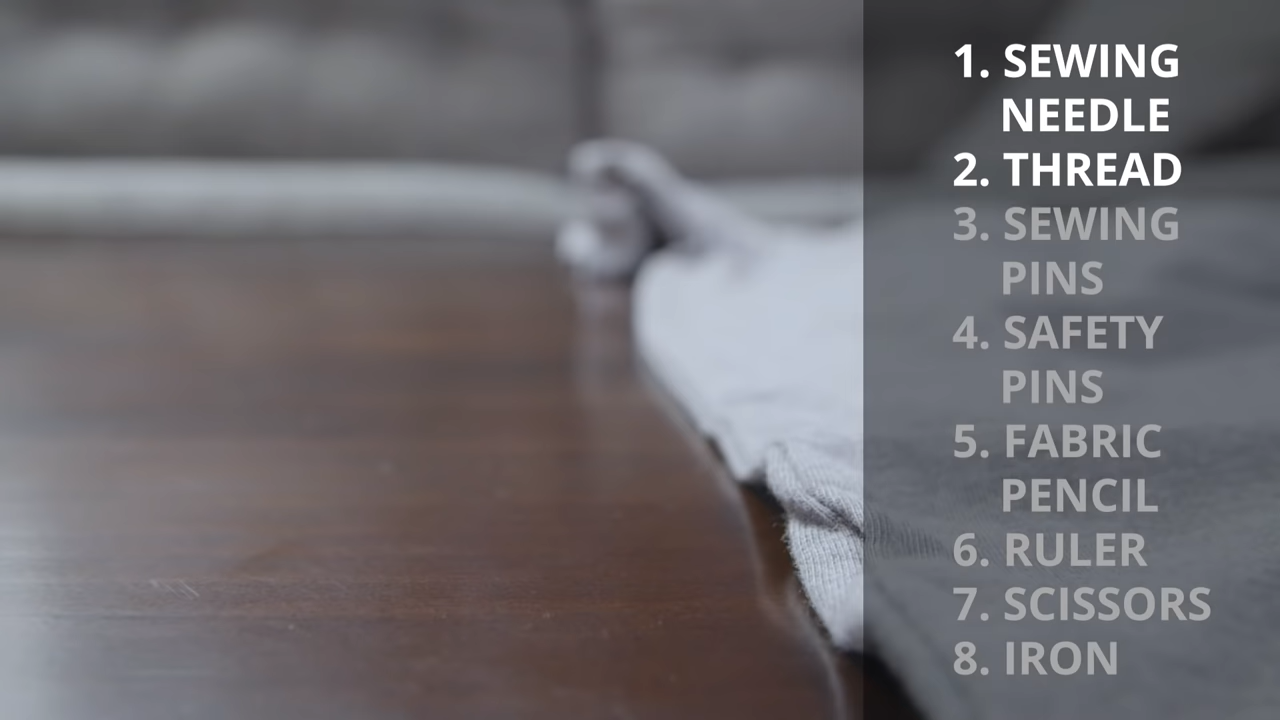 1. SEWING
NEEDLE
2. THREAD
3. SEWING
PINS
4. SAFETY
PINS
5. FABRIC
PENCIL
6. RULER
7. SCISSORS
8. IRON